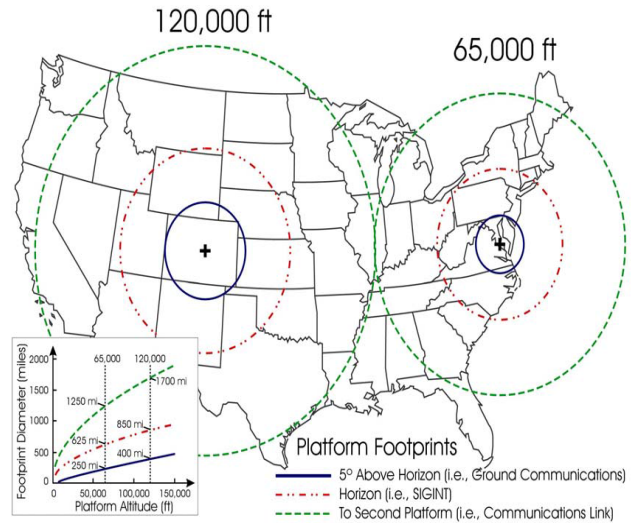 120,000 ft
65,000 ft
Footprint Diameter (miles)
2000
1500
1000
500
0
65,000
120,000
1700 mi
1250 mi
850 mi
625 mi
400 mi
250 mi
0
50,000
100,000
150,000
Platform Altitude (ft)
Platform Footprints
5° Above Horizon (i.e., Ground Communications)
Horizon (i.e., SIGINT)
To Second Platform (i.e., Communications Link)